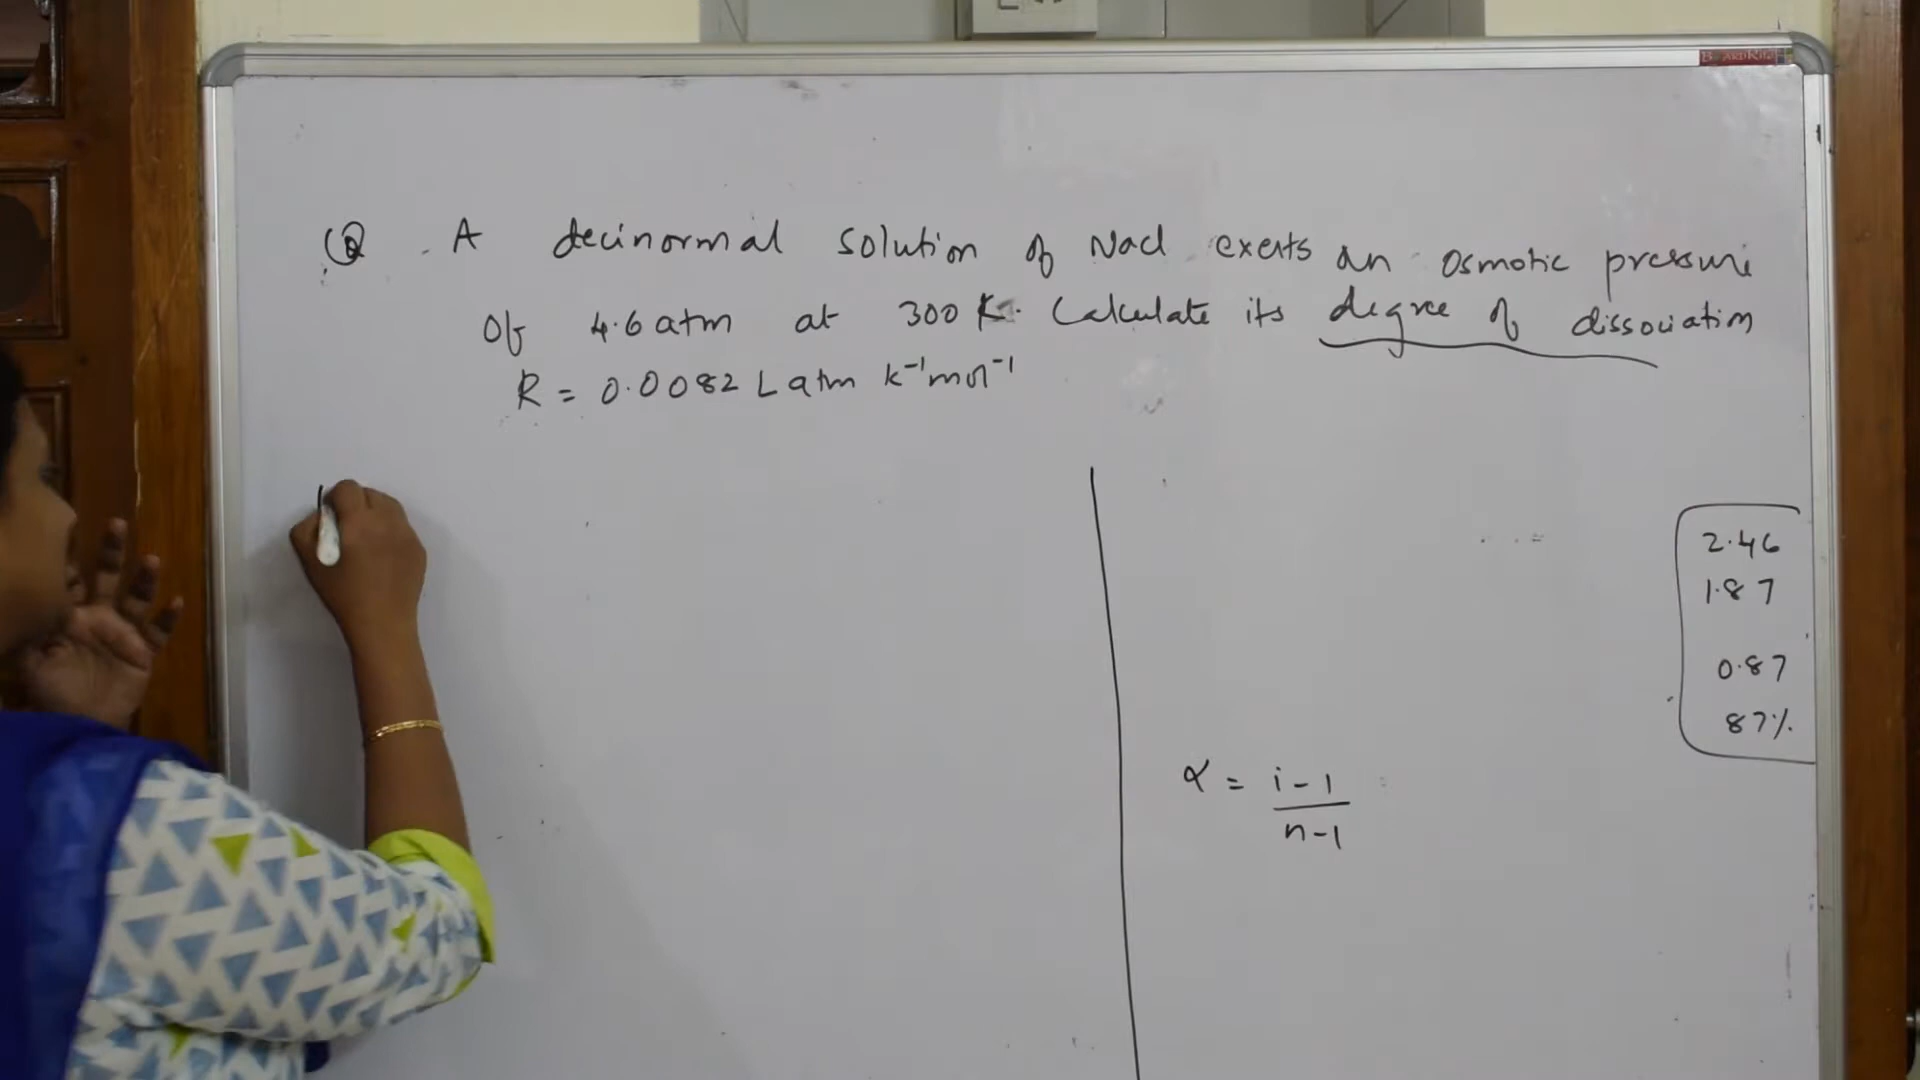 Q. A decinormal solution of Nacl exerts an osmotic pressure
Of 4.6 atm at 300 K. Calculate its degree of dissociation
R = 0.0082 L atm k⁻¹ mol⁻¹
2.46
1.87
0.87
87%
α = i-1
n-1